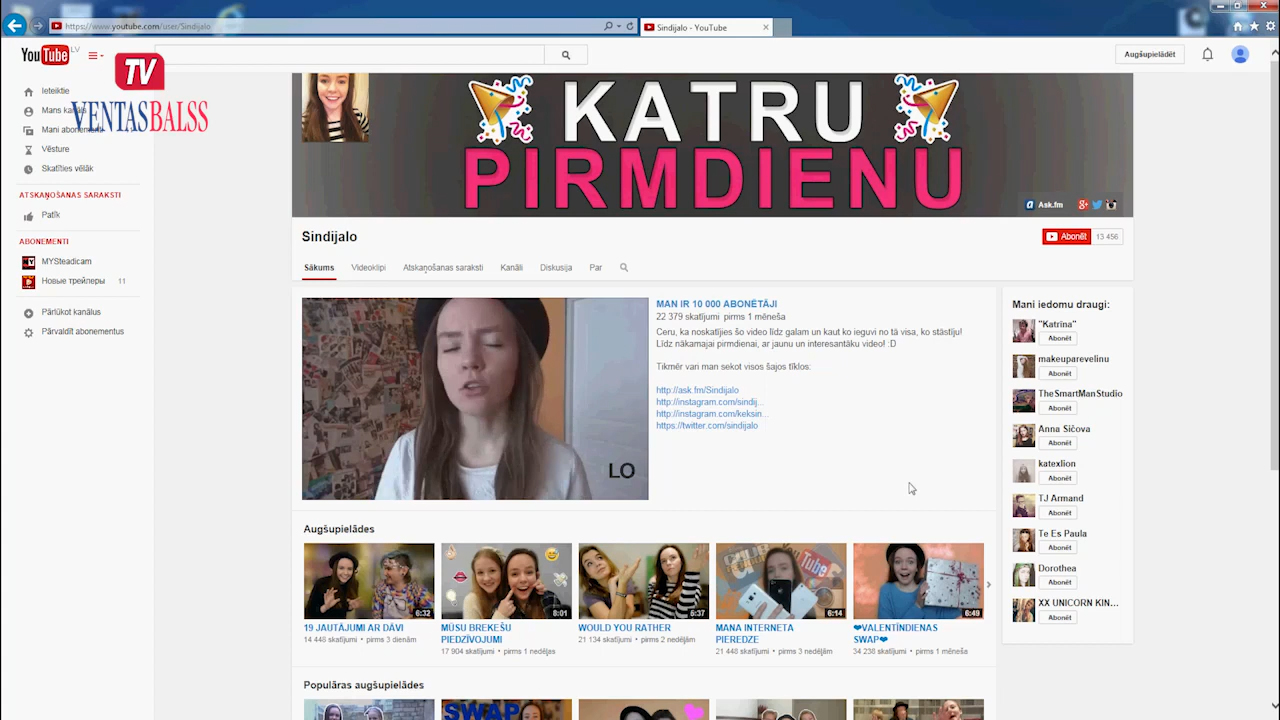 https://www.youtube.com/user/Sindijalo
Sindijalo - YouTube
YouTube LV
Augšupielādēt
TV
VENTASBALSS
Ieteiktie
Mans kanāls
Mani abonementi
Vēsture
Skatīties vēlāk
ATSKAŅOŠANAS SARAKSTI
Patīk
ABONEMENTI
MYSteadicam
Новые трейлеры 11
Pārlūkot kanālus
Pārvaldīt abonementus
KATRU
PIRMDIENU
Ask.fm
Sindijalo
Abonēt 13 456
Sākums Videoklipi Atskaņošanas saraksti Kanāli Diskusija Par
LO
MAN IR 10 000 ABONĒTĀJI
22 379 skatījumi pirms 1 mēneša
Ceru, ka noskatījies šo video līdz galam un kaut ko ieguvi no tā visa, ko stāstīju!
Līdz nākamajai pirmdienai, ar jaunu un interesantāku video! :D
Tikmēr vari man sekot visos šajos tīklos:
http://ask.fm/Sindijalo
http://instagram.com/sindij...
http://instagram.com/keksin...
https://twitter.com/sindijalo
Mani iedomu draugi:
"Katrīna"
Abonēt
makeuparevelinu
Abonēt
TheSmartManStudio
Abonēt
Anna Sičova
Abonēt
katexlion
Abonēt
TJ Armand
Abonēt
Te Es Paula
Abonēt
Dorothea
Abonēt
XX UNICORN KIN...
Abonēt
Augšupielādes
6:32
19 JAUTĀJUMI AR DĀVI
14 446 skatījumi • pirms 3 dienām
8:01
MŪSU BREKEŠU
PIEDZĪVOJUMI
17 904 skatījumi • pirms 1 nedēļas
5:37
WOULD YOU RATHER
21 134 skatījumi • pirms 2 nedēļām
YouTube
6:14
MANA INTERNETA
PIEREDZE
21 448 skatījumi • pirms 3 nedēļām
6:49
❤VALENTĪNDIENAS
SWAP❤
34 238 skatījumi • pirms 1 mēneša
Populāras augšupielādes
SWAP